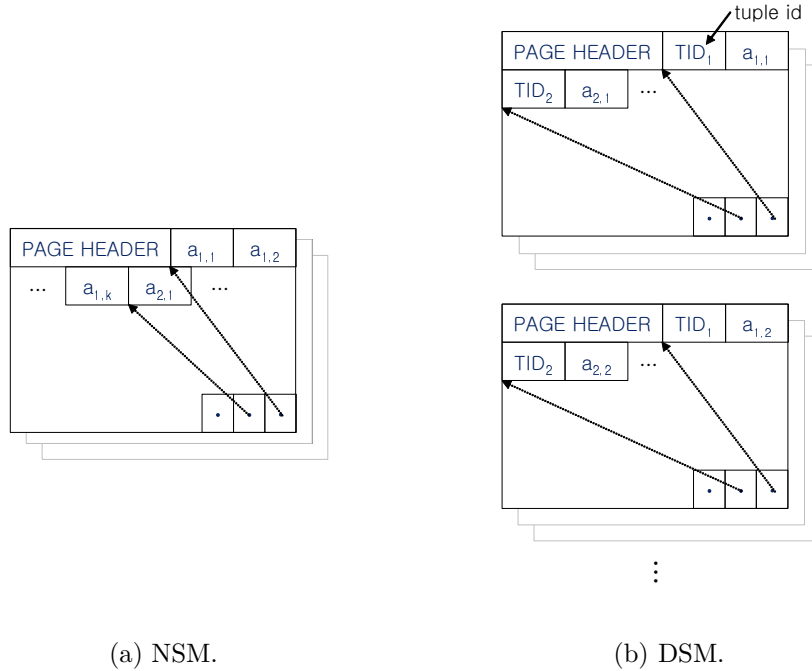 tuple id
PAGE HEADER TID1 a1,1
TID2 a2,1 ...
PAGE HEADER a1,1 a1,2
... a1,k a2,1 ...
PAGE HEADER TID1 a1,2
TID2 a2,2 ...
⋮
(a) NSM. (b) DSM.